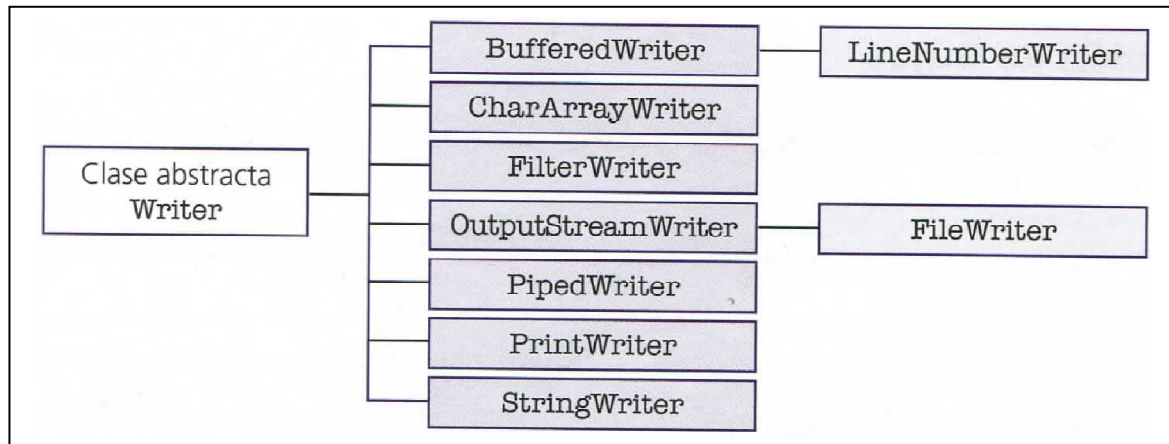 BufferedWriter
LineNumberWriter
CharArrayWriter
Clase abstracta
Writer
FilterWriter
OutputStreamWriter
FileWriter
PipedWriter
PrintWriter
StringWriter